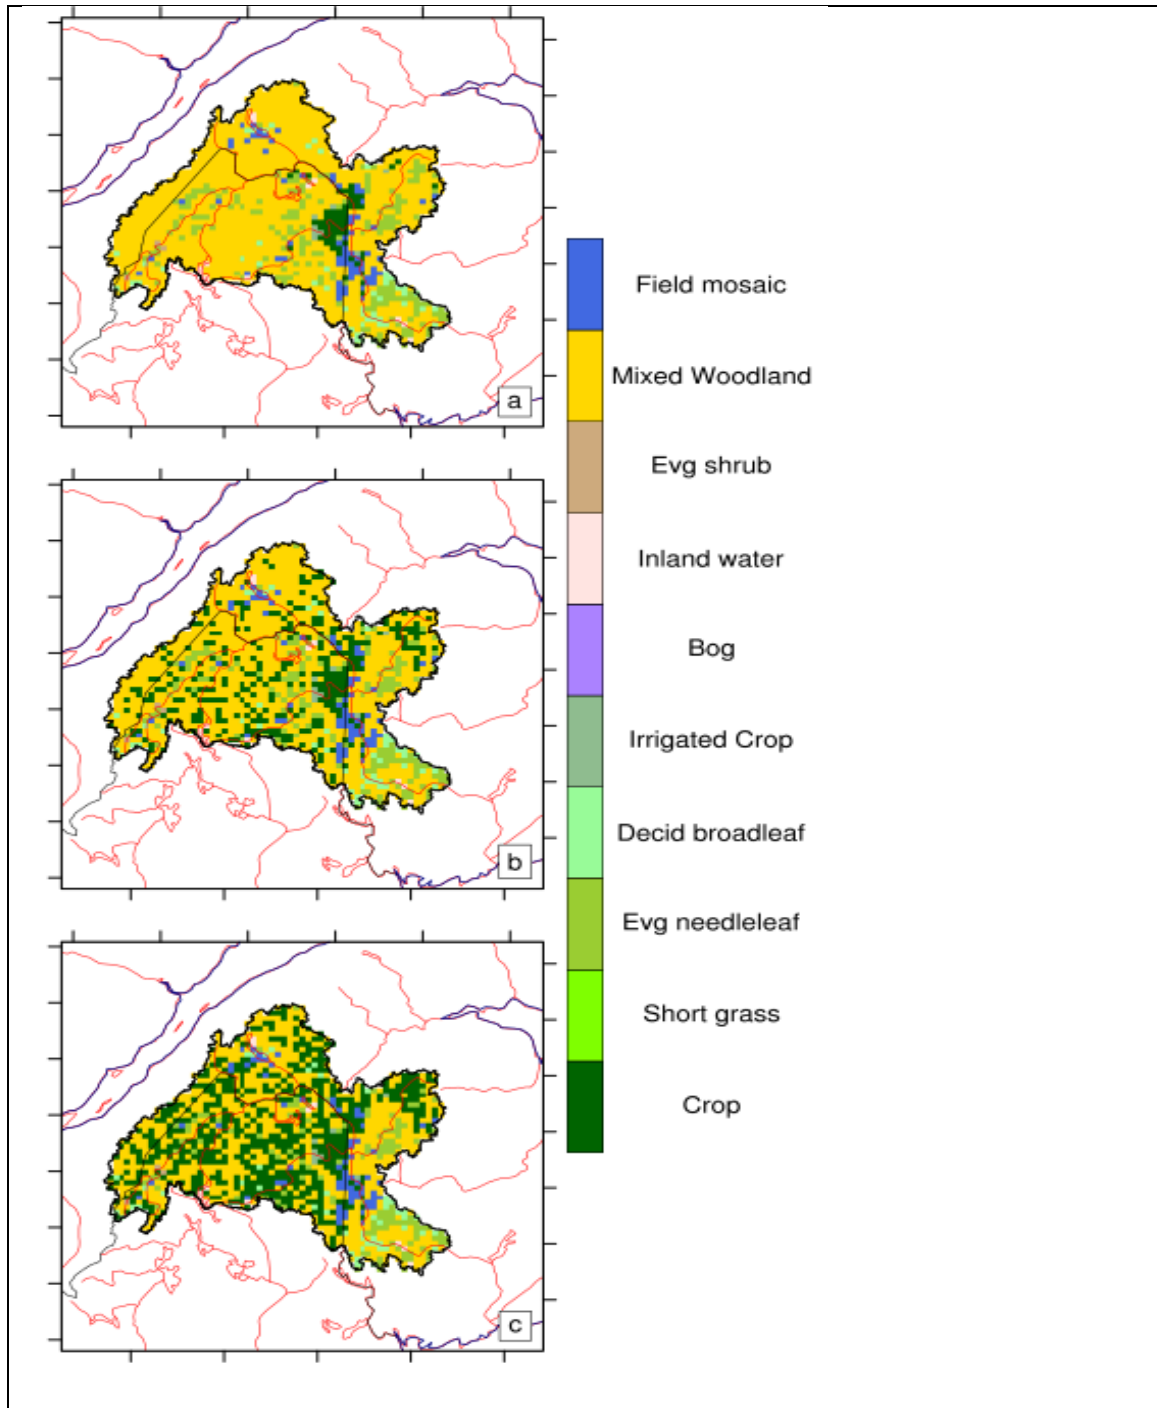 a
Field mosaic
Mixed Woodland
Evg shrub
Inland water
Bog
Irrigated Crop
Decid broadleaf
Evg needleleaf
Short grass
Crop
b
c